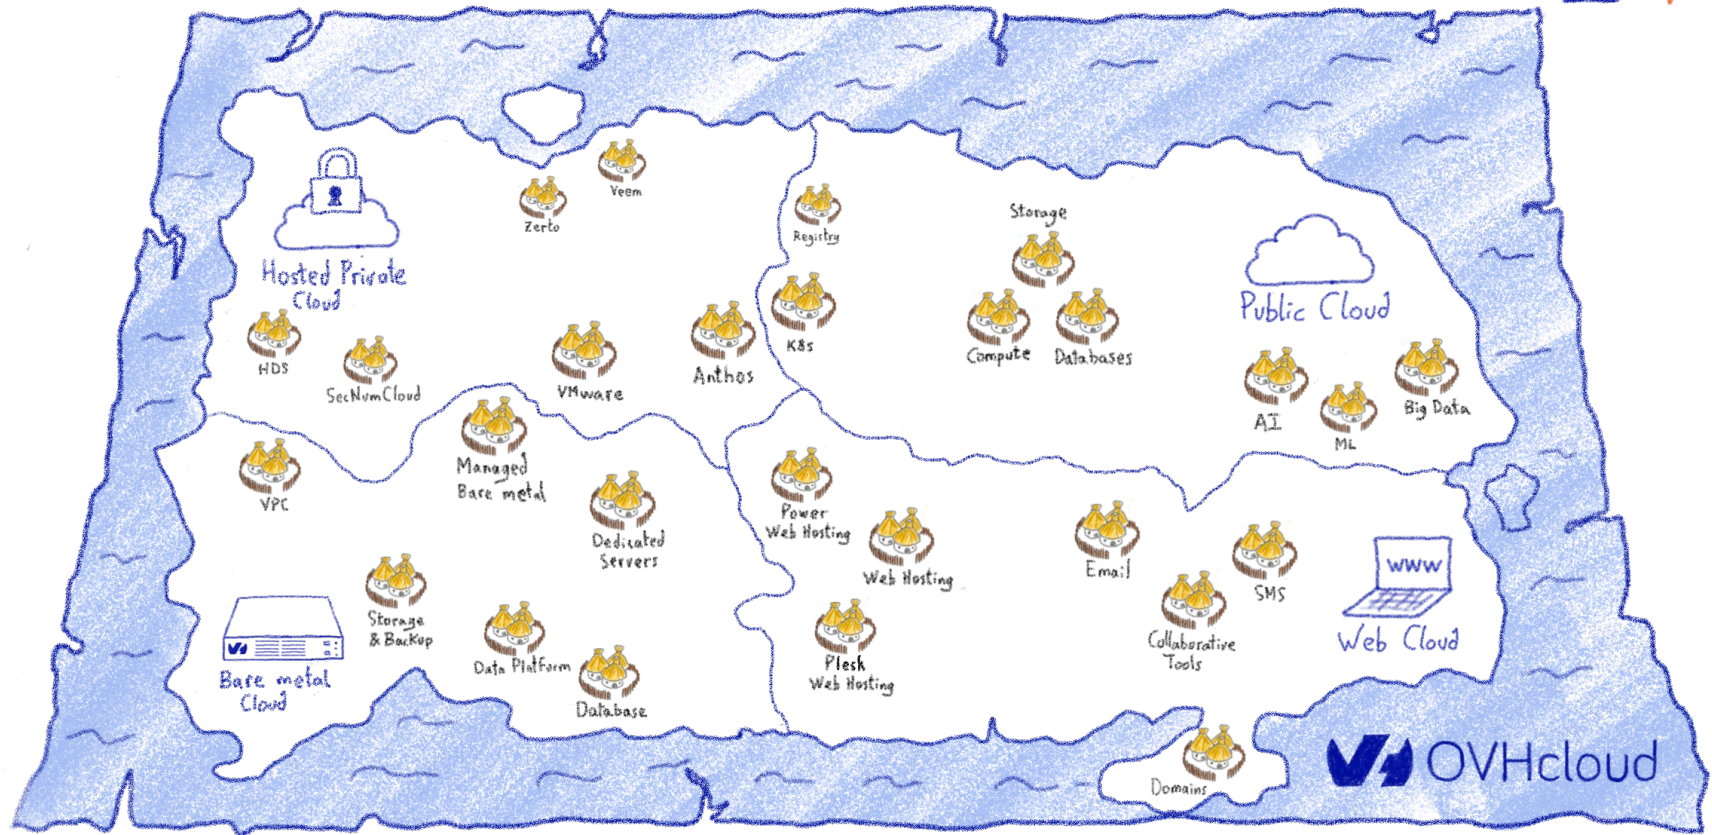 Veem
Zerto
Hosted Private
Cloud
HDS
SecNumCloud
VMware
Anthos
Registry
K8s
Storage
Compute
Databases
Public Cloud
AI
ML
Big Data
VPC
Managed
Bare metal
Dedicated
Servers
Storage
& Backup
Data Platform
Database
Bare metal
Cloud
Power
Web Hosting
Web Hosting
Plesk
Web Hosting
Email
SMS
Collaborative
Tools
www
Web Cloud
Domains
OVHcloud